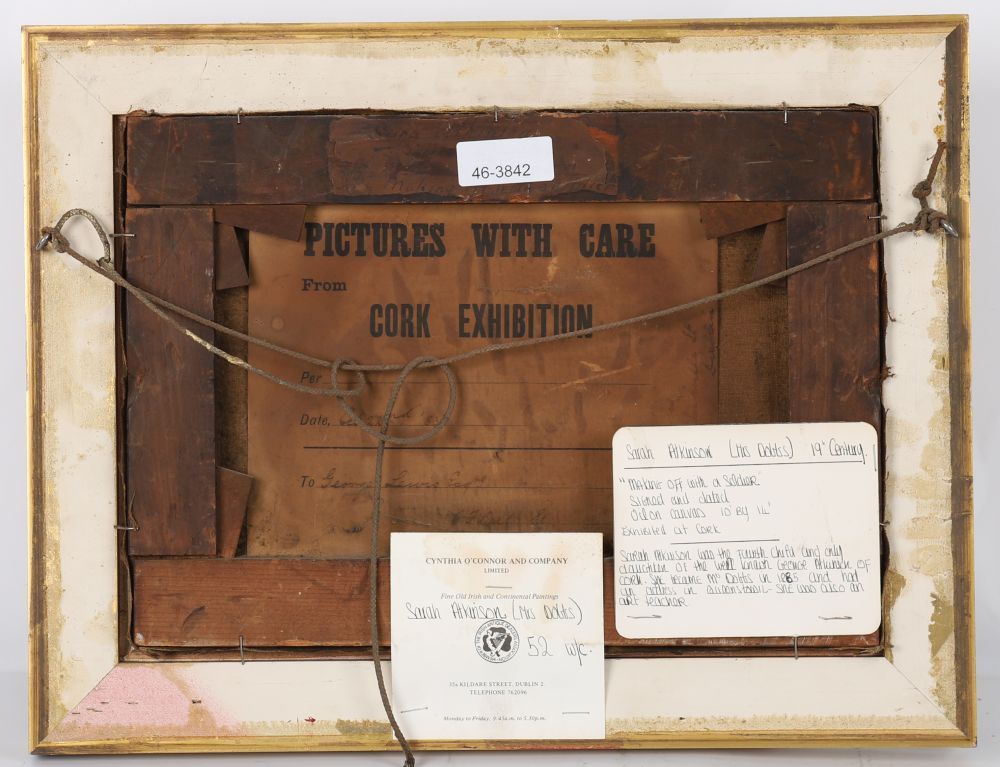 46-3842
PICTURES WITH CARE
From
CORK EXHIBITION
Per
Date,
To George Lewis Esq
Sarah Atkinson (Mrs Dobbs) 19th Century.
"Making Off with a Soldier"
Signed and dated
Oil on canvas 10" BY 14"
Exhibited at Cork
Sarah Atkinson was the Fourth child and only
daughter of the well known George Atkinson OF
Cork. She became Mrs Dobbs in 1885 and had
an address in Queenstown - she was also an
art teacher
CYNTHIA O'CONNOR AND COMPANY
LIMITED
Fine Old Irish and Continental Paintings
Sarah Atkinson (Mrs Dobbs)
52 w/c.
35a KILDARE STREET, DUBLIN 2
TELEPHONE 762096
Monday to Friday, 9.45a.m. to 5.30p.m.